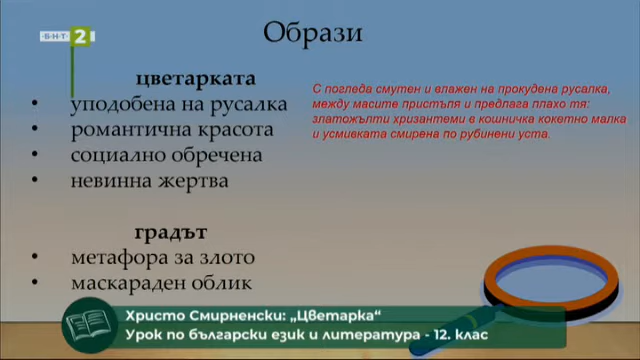 БНТ 2
Образи
цветарката
• уподобена на русалка
• романтична красота
• социално обречена
• невинна жертва
С погледа смутен и влажен на прокудена русалка,
между масите пристъпя и предлага плахо тя:
златожълти хризантеми в кошничка кокетно малка
и усмивката смирена по рубинени уста.
градът
• метафора за злото
• маскараден облик
Христо Смирненски: „Цветарка“
Урок по български език и литература - 12. клас